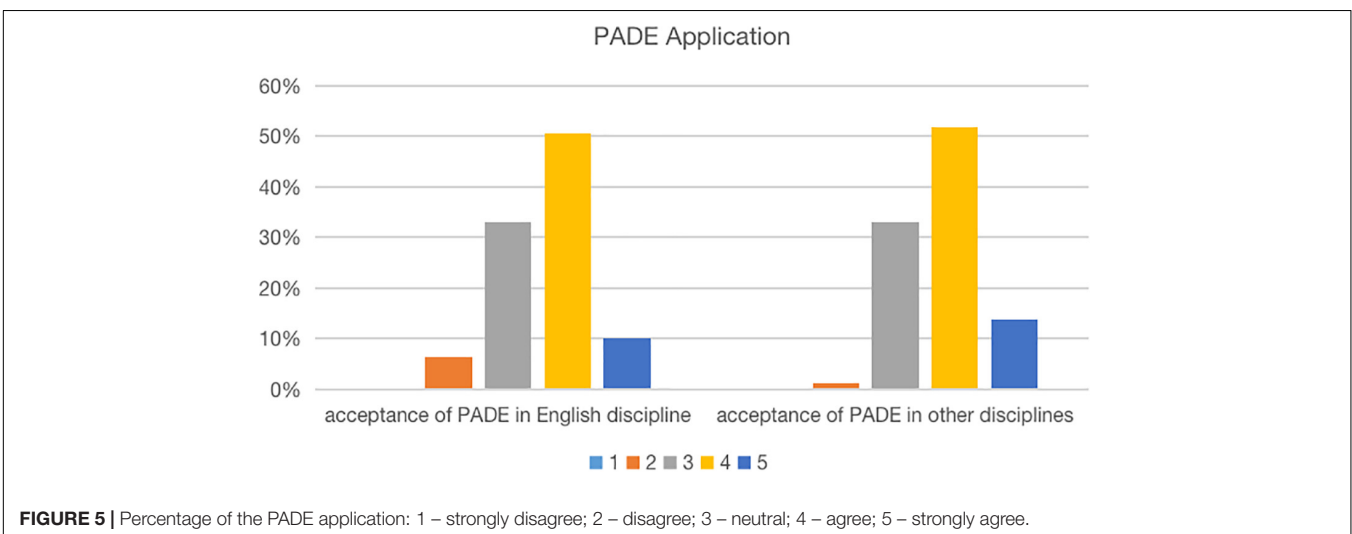 PADE Application
60%
50%
40%
30%
20%
10%
0%
acceptance of PADE in English discipline acceptance of PADE in other disciplines
1 2 3 4 5
FIGURE 5 | Percentage of the PADE application: 1 – strongly disagree; 2 – disagree; 3 – neutral; 4 – agree; 5 – strongly agree.